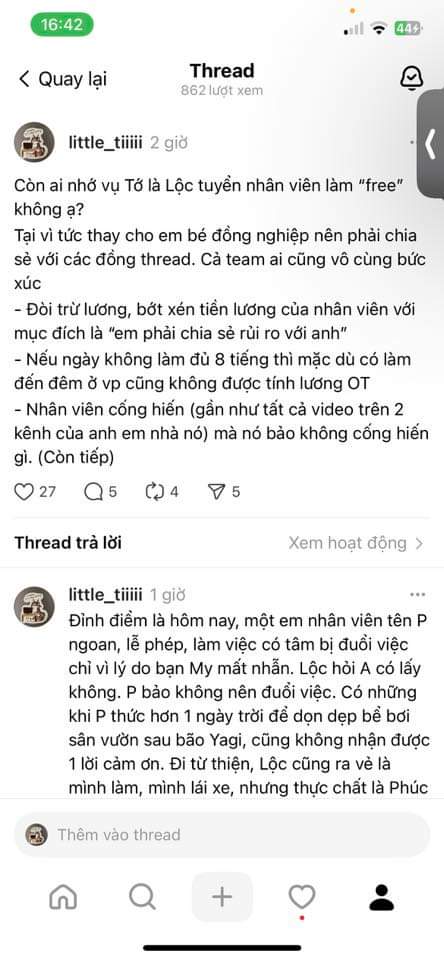 16:42
44
Quay lại
Thread
862 lượt xem
little_tiiiii 2 giờ
Còn ai nhớ vụ Tớ là Lộc tuyển nhân viên làm “free”
không ạ?
Tại vì tức thay cho em bé đồng nghiệp nên phải chia
sẻ với các đồng thread. Cả team ai cũng vô cùng bức
xúc
- Đòi trừ lương, bớt xén tiền lương của nhân viên với
mục đích là “em phải chia sẻ rủi ro với anh”
- Nếu ngày không làm đủ 8 tiếng thì mặc dù có làm
đến đêm ở vp cũng không được tính lương OT
- Nhân viên cống hiến (gần như tất cả video trên 2
kênh của anh em nhà nó) mà nó bảo không cống hiến
gì. (Còn tiếp)
27 5 4 5
Thread trả lời
Xem hoạt động
little_tiiiii 1 giờ
Đỉnh điểm là hôm nay, một em nhân viên tên P
ngoan, lễ phép, làm việc có tâm bị đuổi việc
chỉ vì lý do bạn My mất nhẫn. Lộc hỏi A có lấy
không. P bảo không nên đuổi việc. Có những
khi P thức hơn 1 ngày trời để dọn dẹp bể bơi
sân vườn sau bão Yagi, cũng không nhận được
1 lời cảm ơn. Đi từ thiện, Lộc cũng ra vẻ là
mình làm, mình lái xe, nhưng thực chất là Phúc
Thêm vào thread